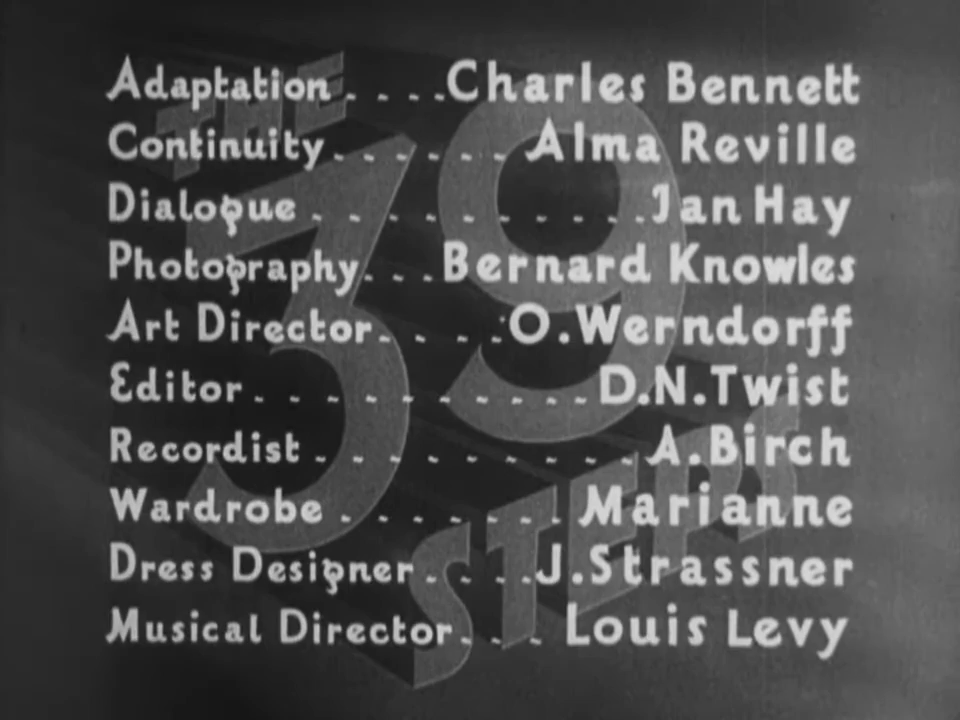 THE
39
STEPS
Adaptation . . . . Charles Bennett
Continuity . . . . . . Alma Reville
Dialogue . . . . . . . . . . Ian Hay
Photography . . . Bernard Knowles
Art Director . . . . O. Werndorff
Editor . . . . . . . . . . D.N. Twist
Recordist . . . . . . . . . . A. Birch
Wardrobe . . . . . . . Marianne
Dress Designer . . . . J. Strassner
Musical Director . . . Louis Levy